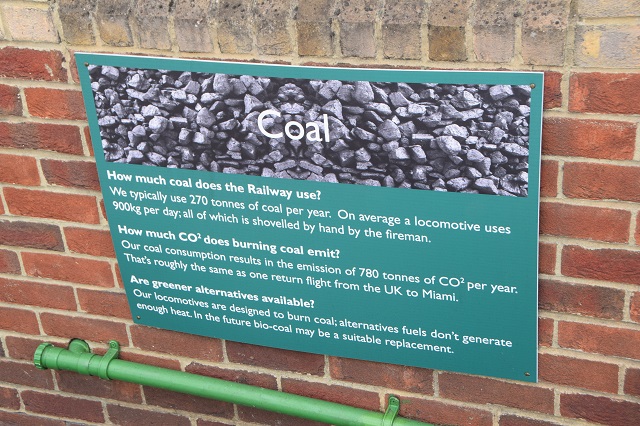 Coal
How much coal does the Railway use?
We typically use 270 tonnes of coal per year. On average a locomotive uses
900kg per day; all of which is shovelled by hand by the fireman.
How much CO² does burning coal emit?
Our coal consumption results in the emission of 780 tonnes of CO² per year.
That's roughly the same as one return flight from the UK to Miami.
Are greener alternatives available?
Our locomotives are designed to burn coal; alternatives fuels don't generate
enough heat. In the future bio-coal may be a suitable replacement.